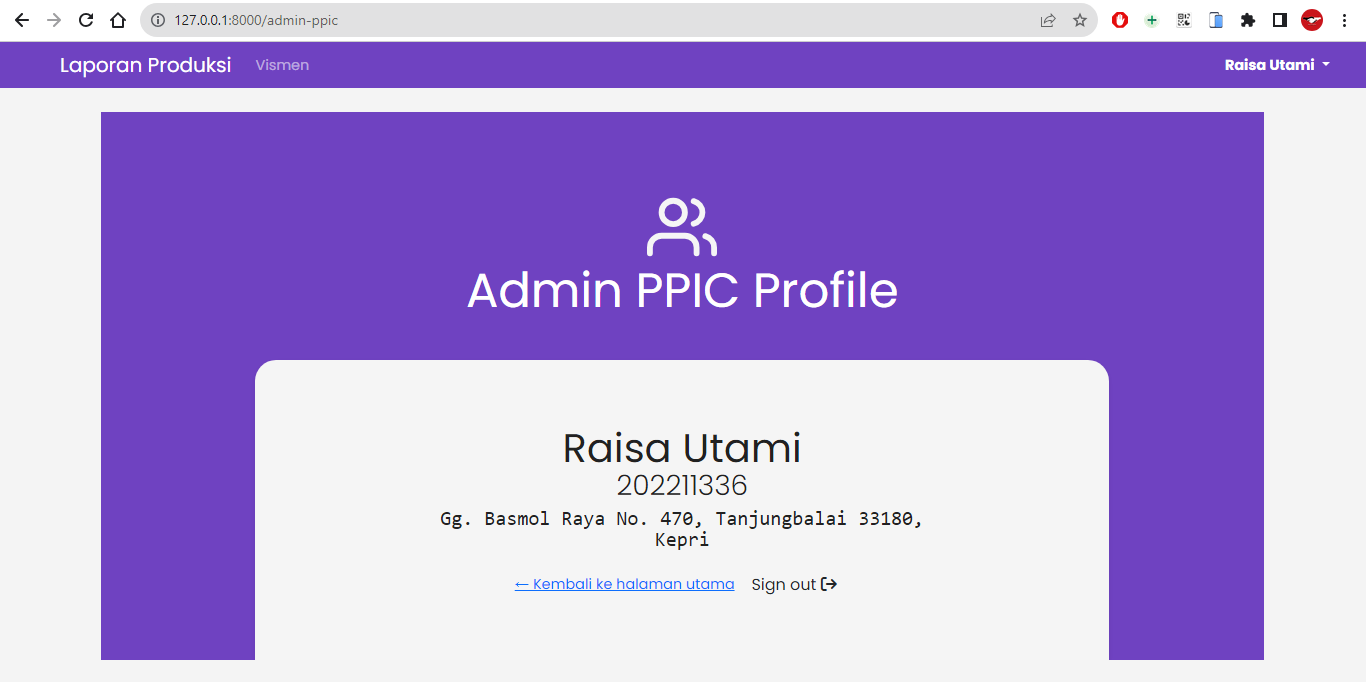 127.0.0.1:8000/admin-ppic
Laporan Produksi Vismen Raisa Utami
Admin PPIC Profile
Raisa Utami
202211336
Gg. Basmol Raya No. 470, Tanjungbalai 33180,
Kepri
← Kembali ke halaman utama Sign out